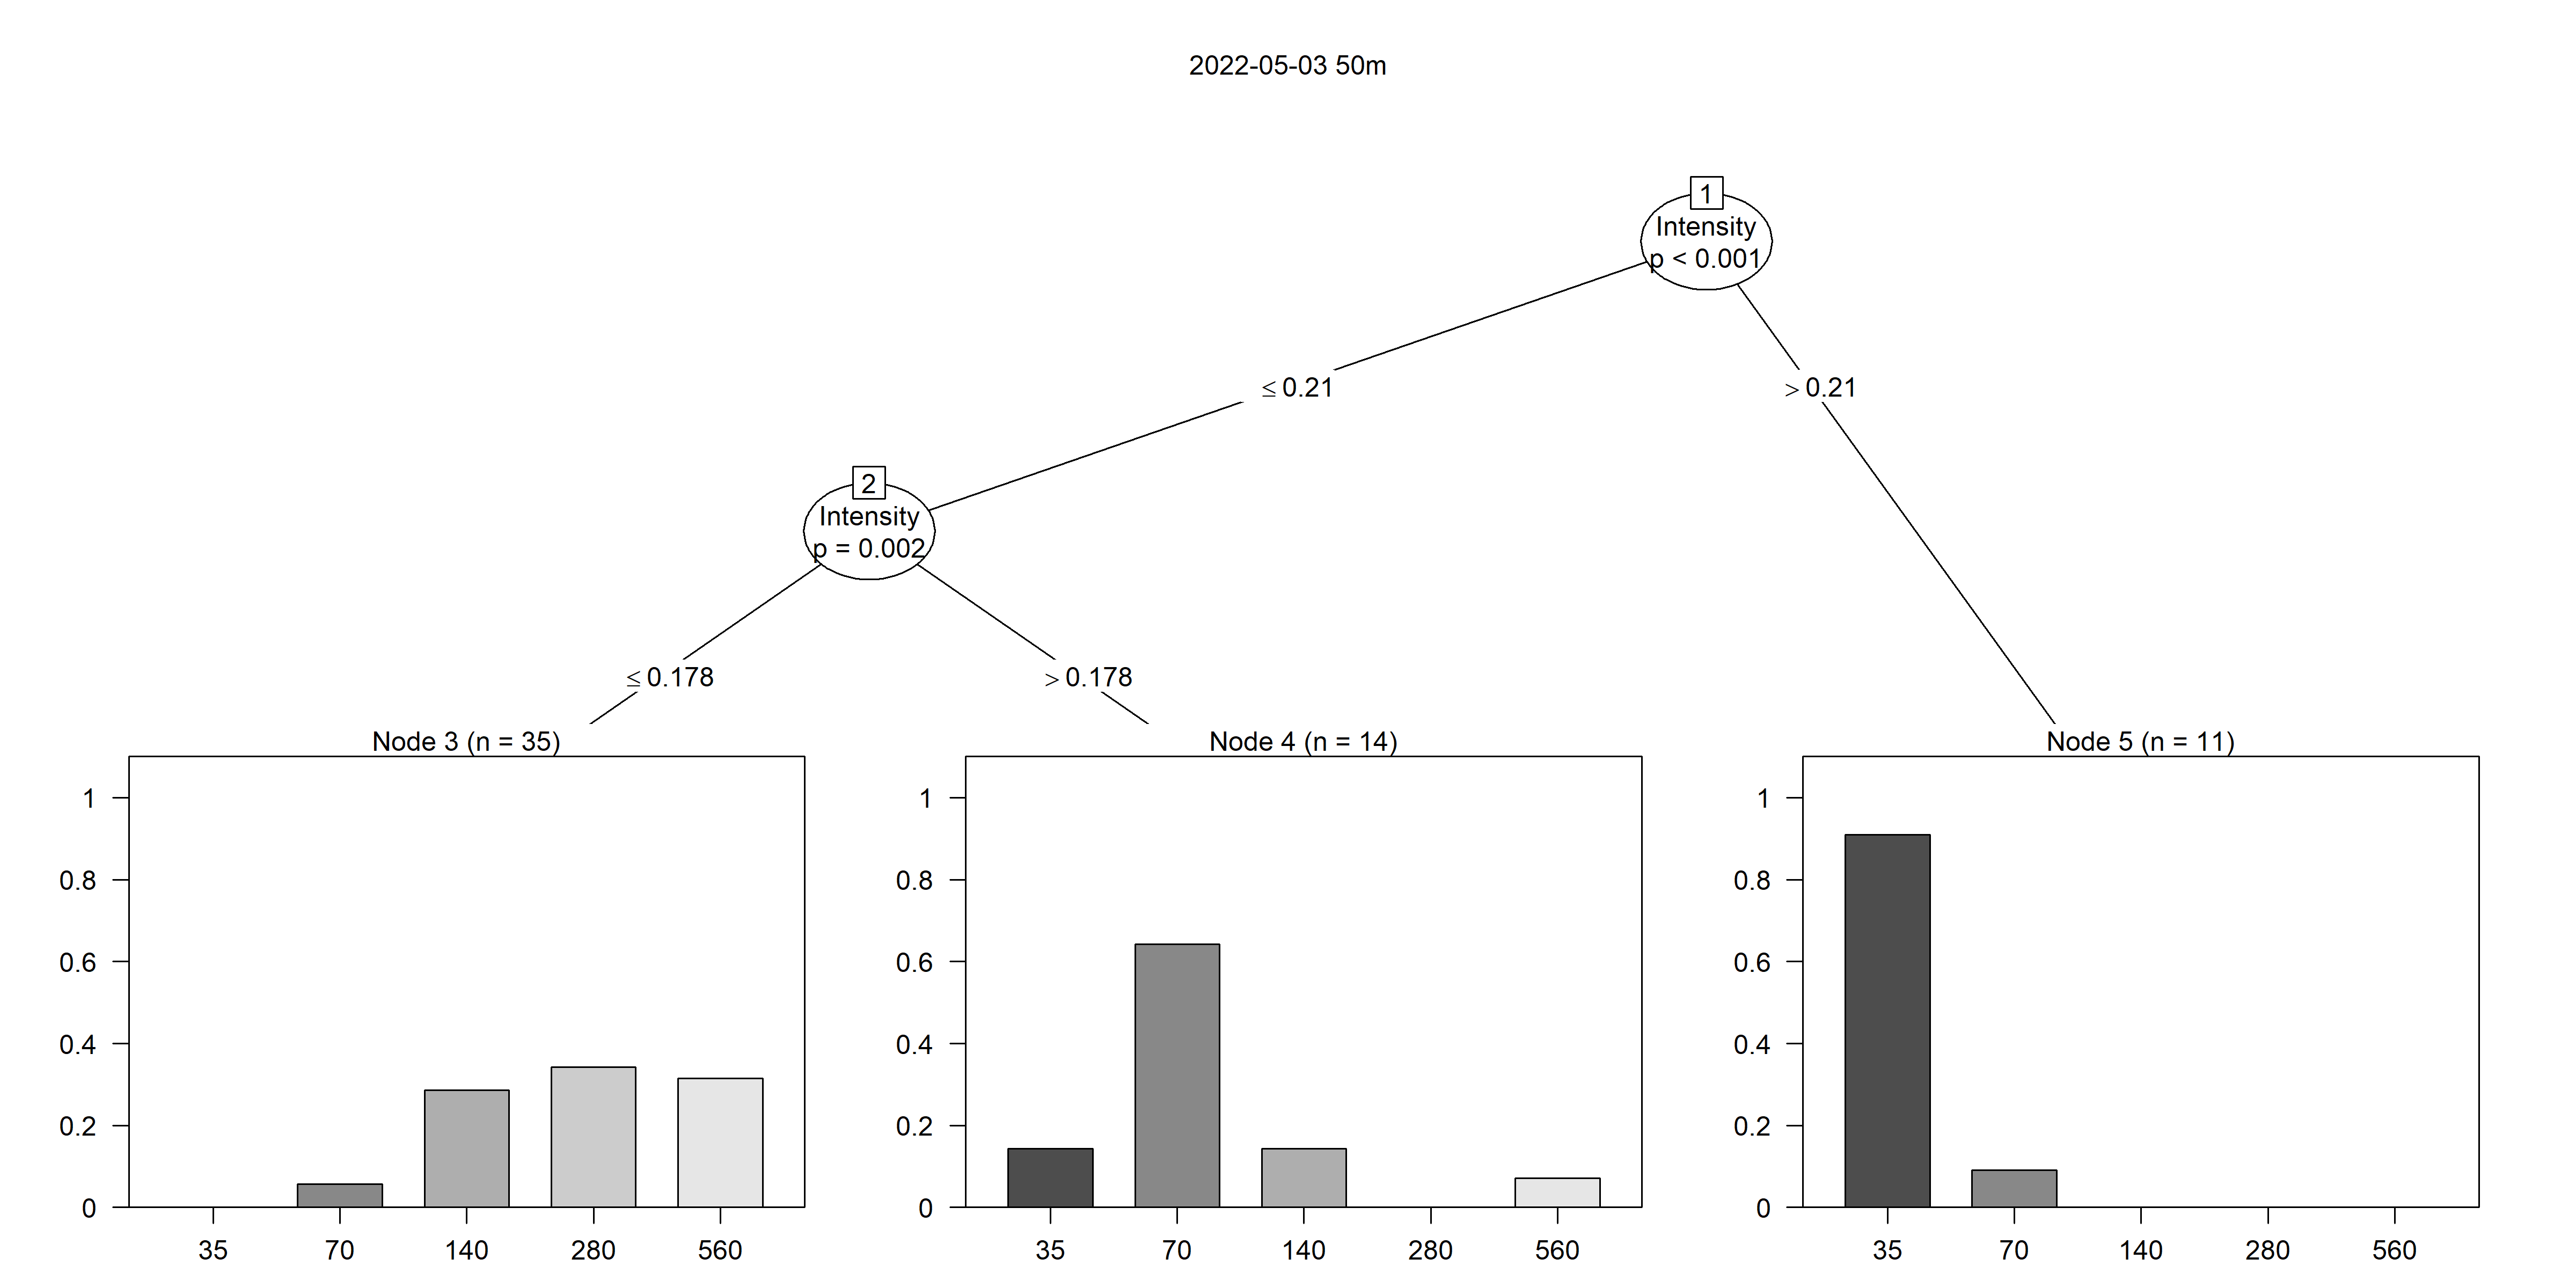 2022-05-03 50m
1
Intensity
p < 0.001
≤ 0.21
> 0.21
2
Intensity
p = 0.002
≤ 0.178
> 0.178
Node 3 (n = 35)
1
0.8
0.6
0.4
0.2
0
35 70 140 280 560
Node 4 (n = 14)
1
0.8
0.6
0.4
0.2
0
35 70 140 280 560
Node 5 (n = 11)
1
0.8
0.6
0.4
0.2
0
35 70 140 280 560